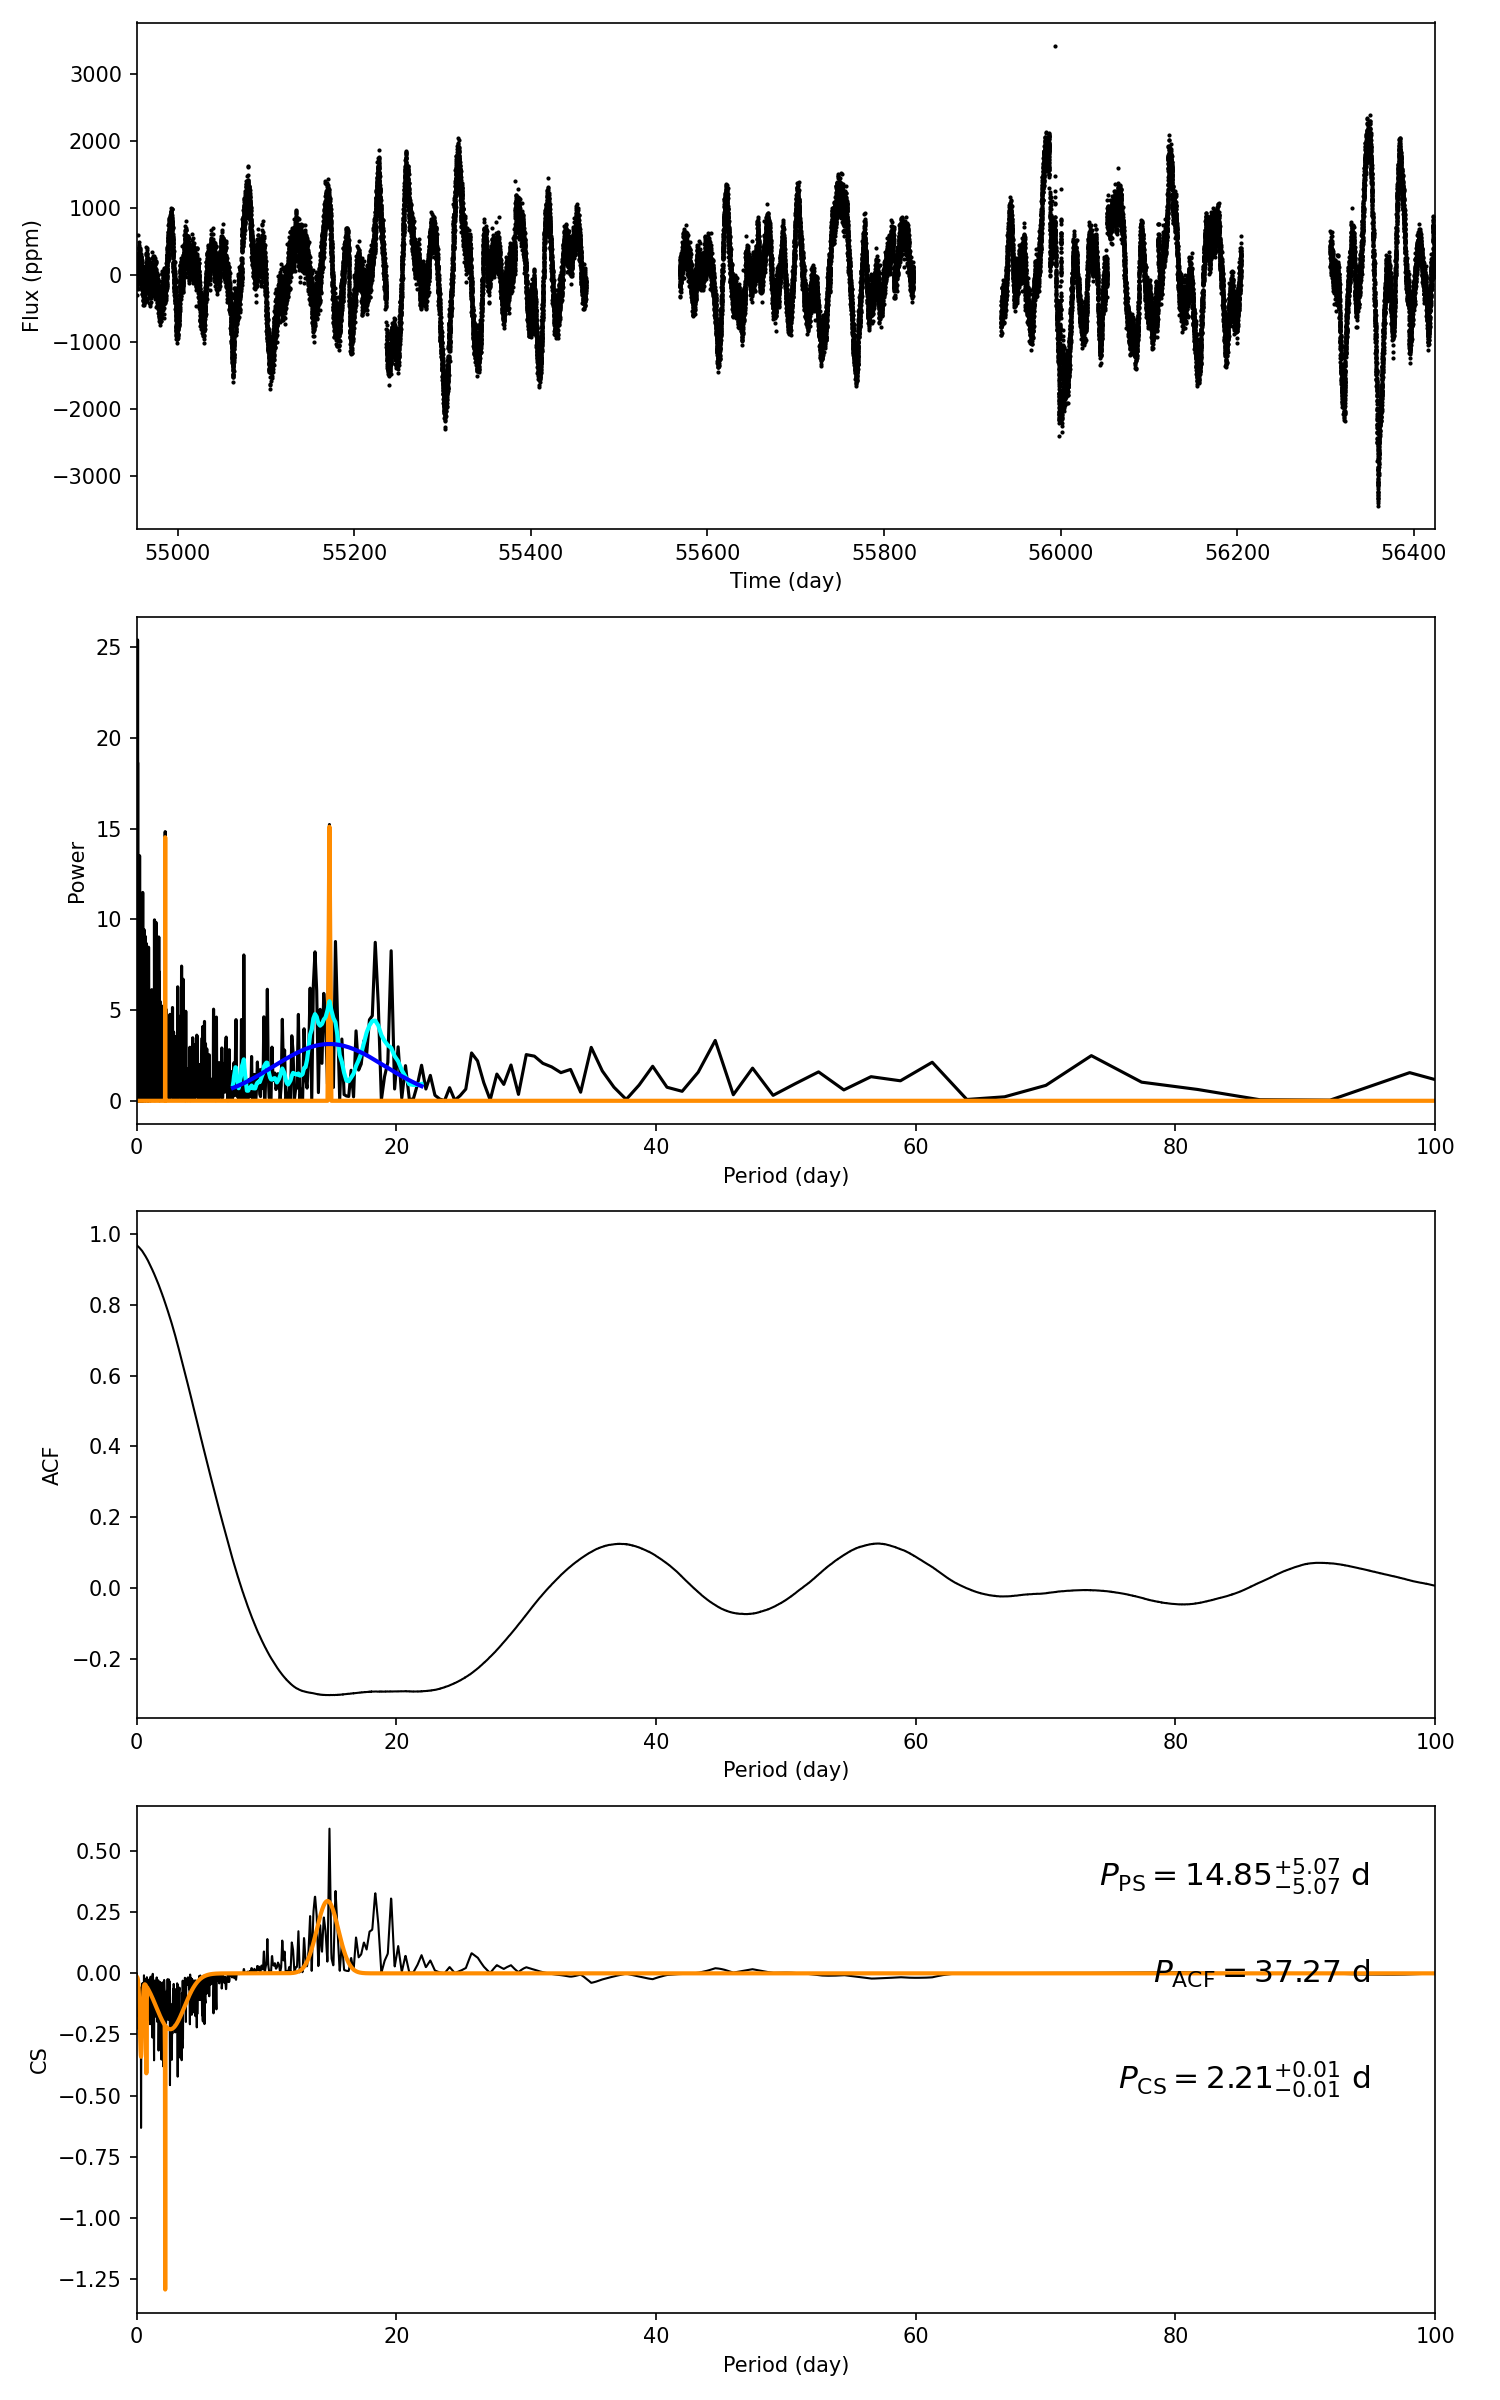 3000
2000
1000
0
−1000
−2000
−3000
Flux (ppm)
55000 55200 55400 55600 55800 56000 56200 56400
Time (day)
25
20
15
10
5
0
Power
0 20 40 60 80 100
Period (day)
1.0
0.8
0.6
0.4
0.2
0.0
−0.2
ACF
0 20 40 60 80 100
Period (day)
0.50
0.25
0.00
−0.25
−0.50
−0.75
−1.00
−1.25
CS
P_PS = 14.85^{+5.07}_{−5.07} d
P_ACF = 37.27 d
P_CS = 2.21^{+0.01}_{−0.01} d
0 20 40 60 80 100
Period (day)